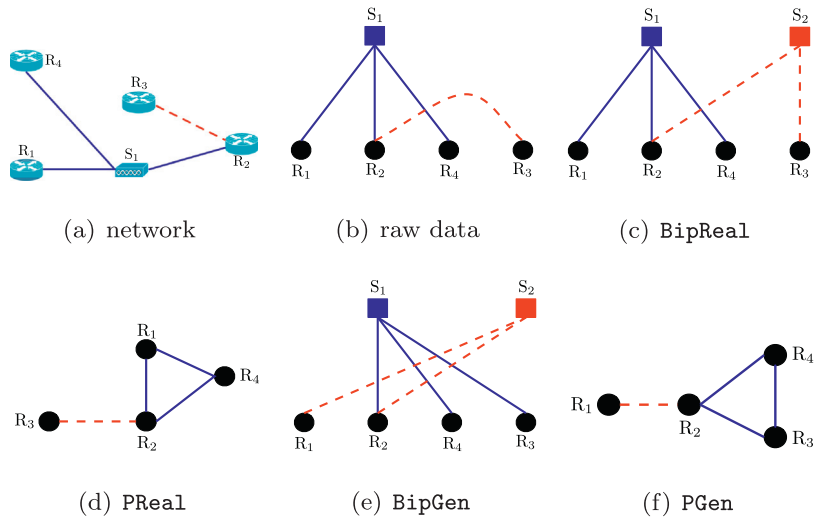 R₄
R₃
R₁
S₁
R₂
(a) network
S₁
R₁
R₂
R₄
R₃
(b) raw data
S₁
S₂
R₁
R₂
R₄
R₃
(c) BipReal
R₁
R₄
R₃
R₂
(d) PReal
S₁
S₂
R₁
R₂
R₄
R₃
(e) BipGen
R₄
R₁
R₂
R₃
(f) PGen